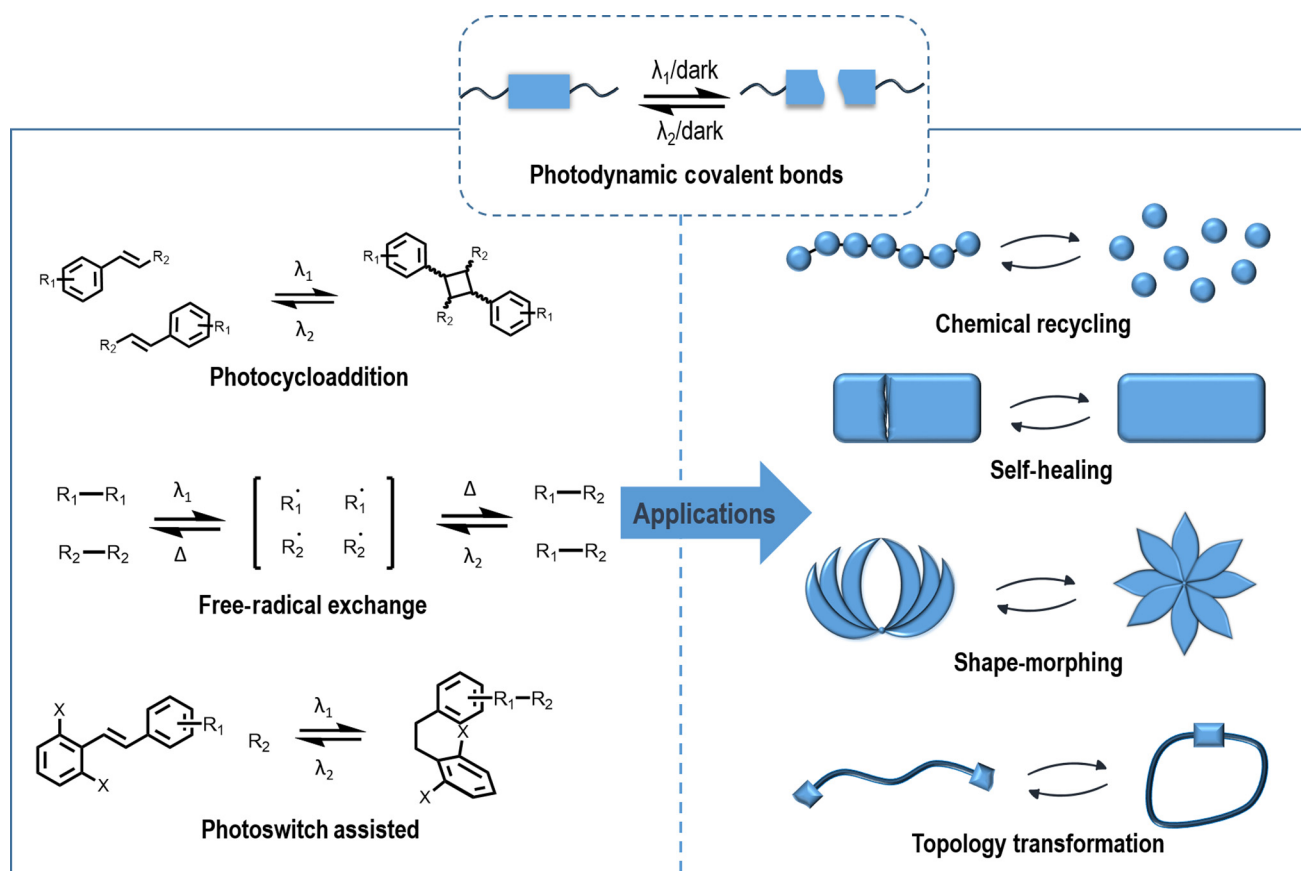 λ1/dark
λ2/dark
Photodynamic covalent bonds
R1
R2
R2
R1
λ1
λ2
R1
R2
R2
R1
Photocycloaddition
R1—R1
R2—R2
λ1
Δ
R1• R1•
R2• R2•
Δ
λ2
R1—R2
R1—R2
Free-radical exchange
X
X
R1
R2
λ1
λ2
R1—R2
X
X
Photoswitch assisted
Applications
Chemical recycling
Self-healing
Shape-morphing
Topology transformation